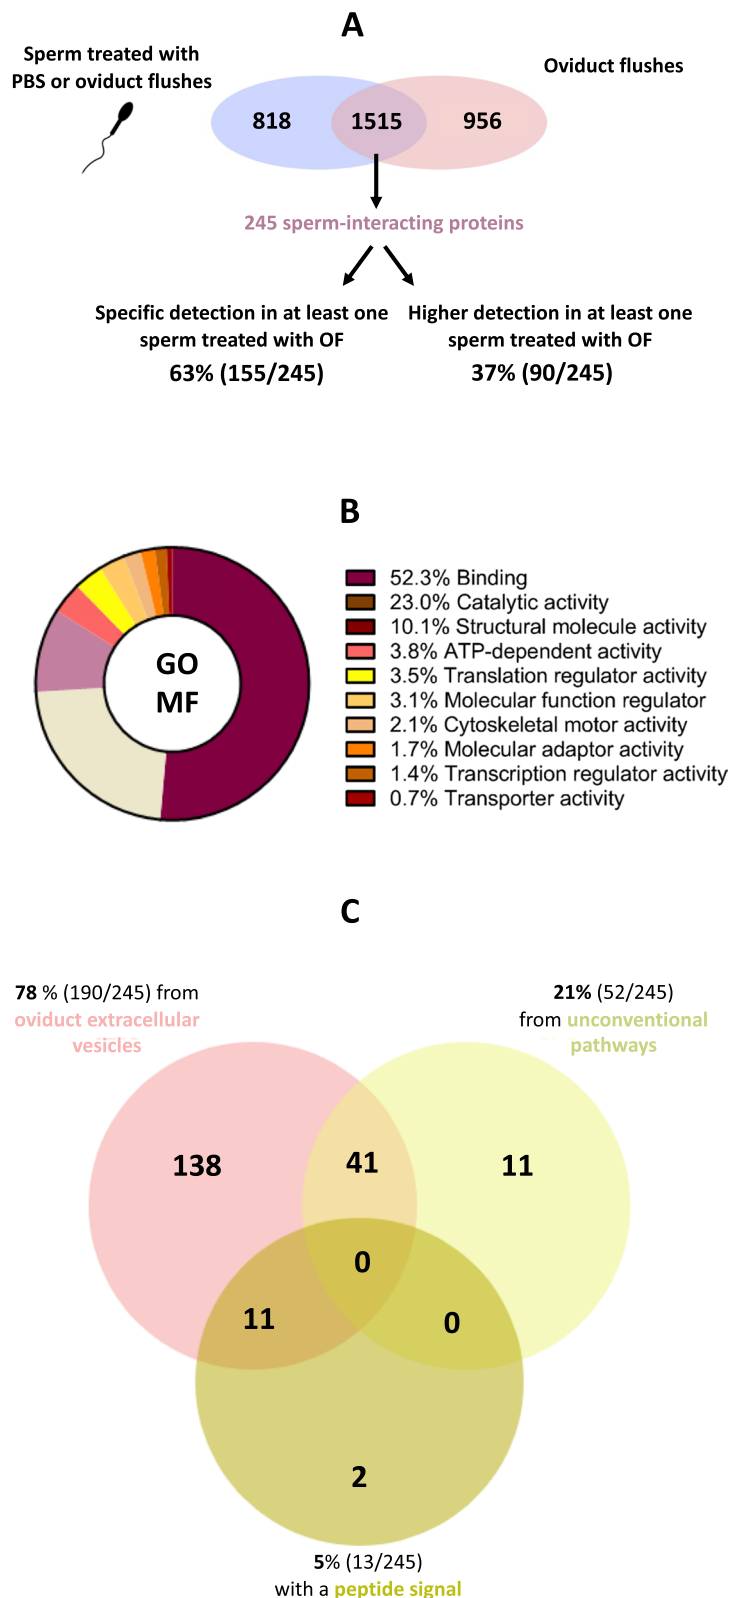 A
Sperm treated with
PBS or oviduct flushes
Oviduct flushes
818
1515
956
245 sperm-interacting proteins
Specific detection in at least one
sperm treated with OF
63% (155/245)
Higher detection in at least one
sperm treated with OF
37% (90/245)
B
GO
MF
52.3% Binding
23.0% Catalytic activity
10.1% Structural molecule activity
3.8% ATP-dependent activity
3.5% Translation regulator activity
3.1% Molecular function regulator
2.1% Cytoskeletal motor activity
1.7% Molecular adaptor activity
1.4% Transcription regulator activity
0.7% Transporter activity
C
78 % (190/245) from
oviduct extracellular
vesicles
21% (52/245)
from unconventional
pathways
138
41
11
0
11
0
2
5% (13/245)
with a peptide signal